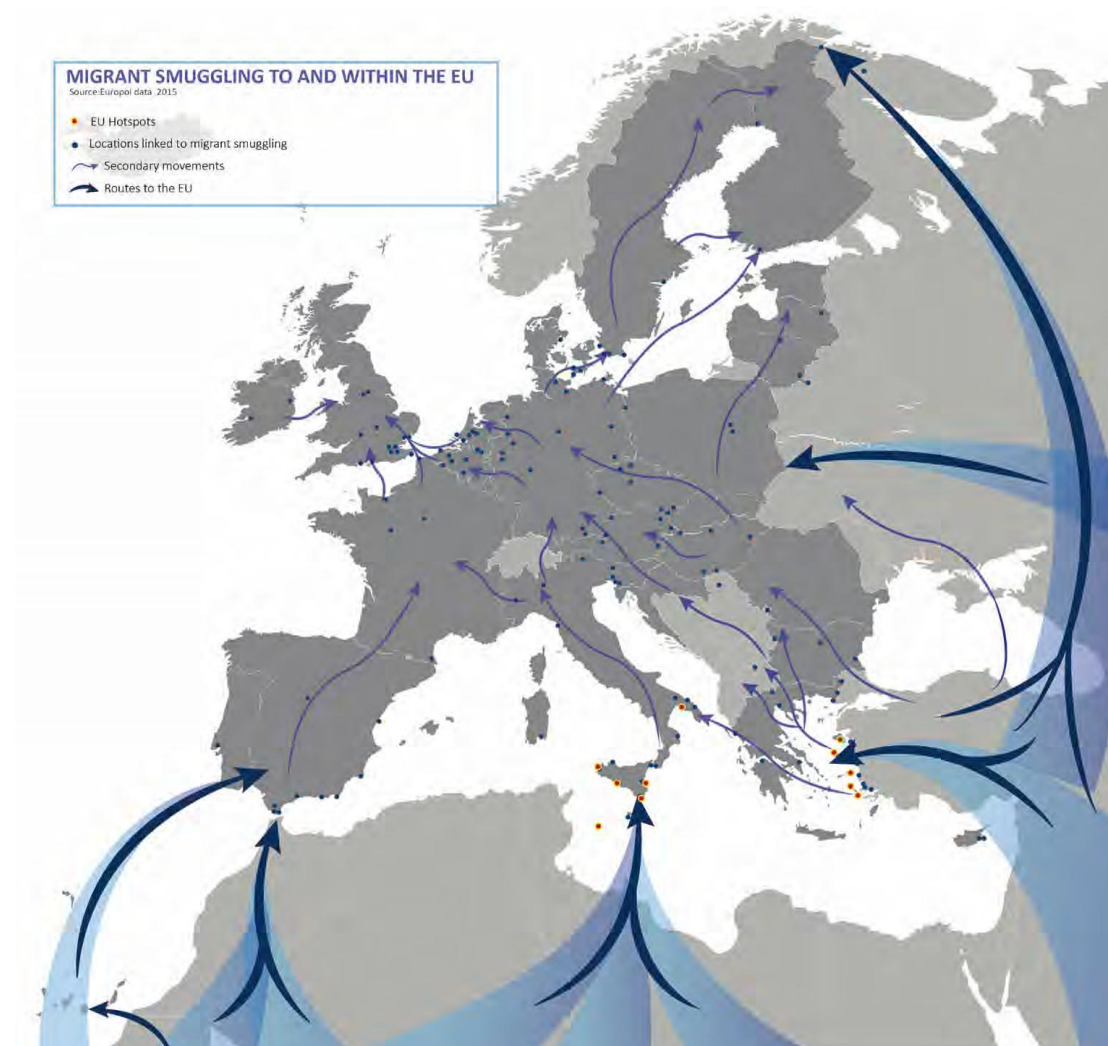 MIGRANT SMUGGLING TO AND WITHIN THE EU
Source:Europol data 2015
EU Hotspots
Locations linked to migrant smuggling
Secondary movements
Routes to the EU